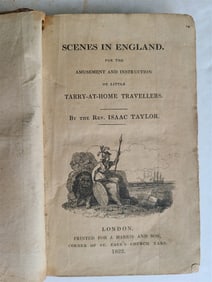 SCENES IN ENGLAND,
FOR THE
AMUSEMENT AND INSTRUCTION
OF LITTLE
TARRY-AT-HOME TRAVELLERS.
BY THE REV. ISAAC TAYLOR.
LONDON:
PRINTED FOR J. HARRIS AND SON,
CORNER OF ST. PAUL'S CHURCH YARD.
1822.